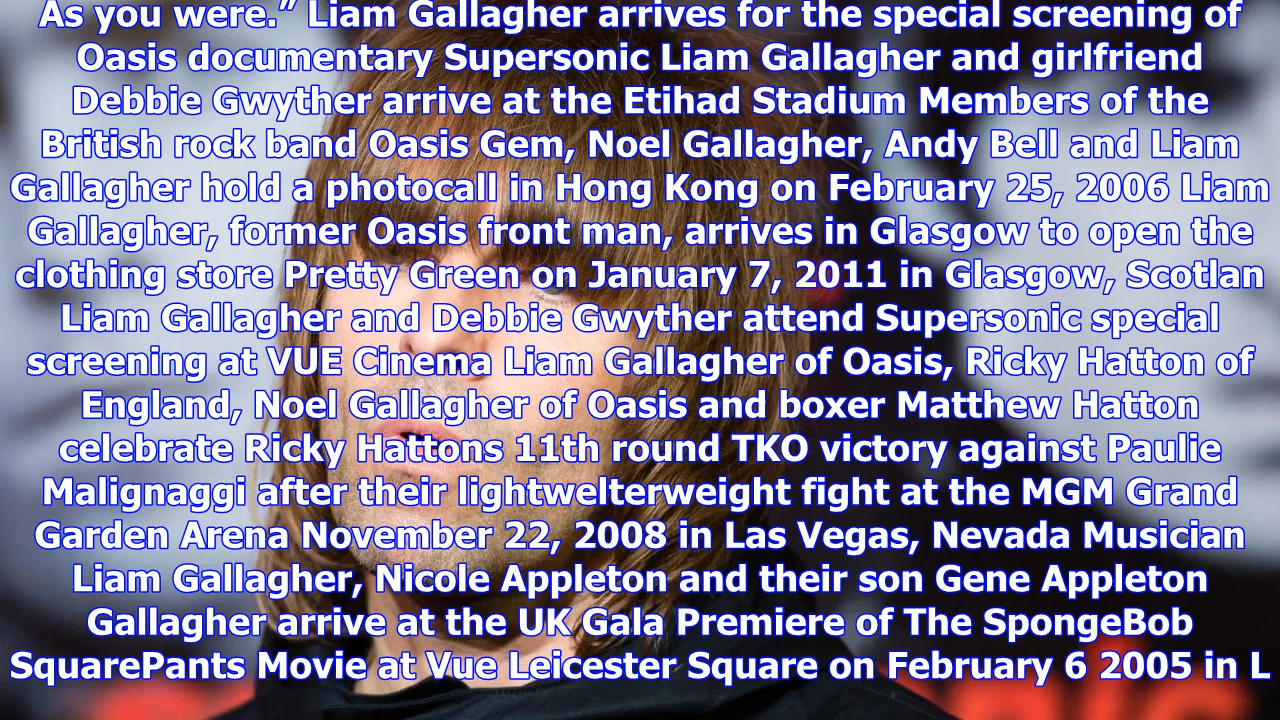 As you were.” Liam Gallagher arrives for the special screening of
Oasis documentary Supersonic Liam Gallagher and girlfriend
Debbie Gwyther arrive at the Etihad Stadium Members of the
British rock band Oasis Gem, Noel Gallagher, Andy Bell and Liam
Gallagher hold a photocall in Hong Kong on February 25, 2006 Liam
Gallagher, former Oasis front man, arrives in Glasgow to open the
clothing store Pretty Green on January 7, 2011 in Glasgow, Scotlan
Liam Gallagher and Debbie Gwyther attend Supersonic special
screening at VUE Cinema Liam Gallagher of Oasis, Ricky Hatton of
England, Noel Gallagher of Oasis and boxer Matthew Hatton
celebrate Ricky Hattons 11th round TKO victory against Paulie
Malignaggi after their lightwelterweight fight at the MGM Grand
Garden Arena November 22, 2008 in Las Vegas, Nevada Musician
Liam Gallagher, Nicole Appleton and their son Gene Appleton
Gallagher arrive at the UK Gala Premiere of The SpongeBob
SquarePants Movie at Vue Leicester Square on February 6 2005 in L